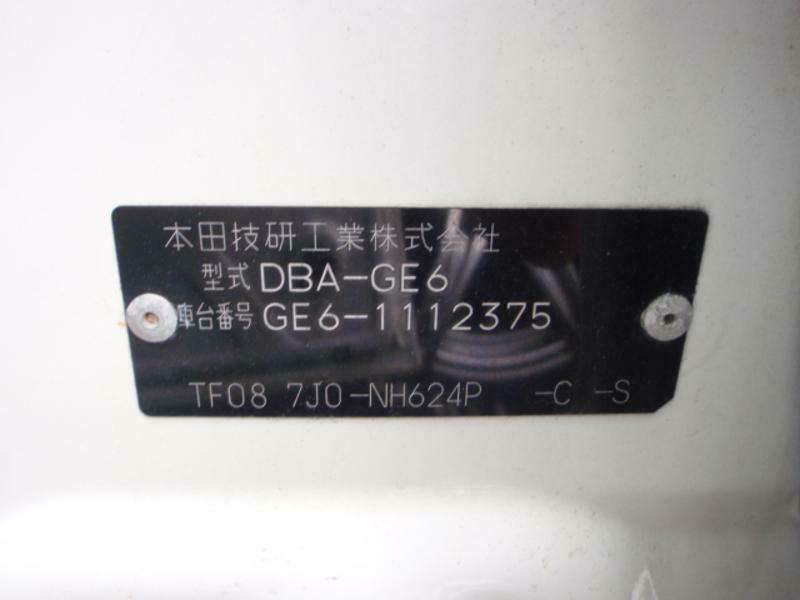 本田技研工業株式会社
型式 DBA-GE6
車台番号 GE6-1112375
TF08 7J0-NH624P -C -S